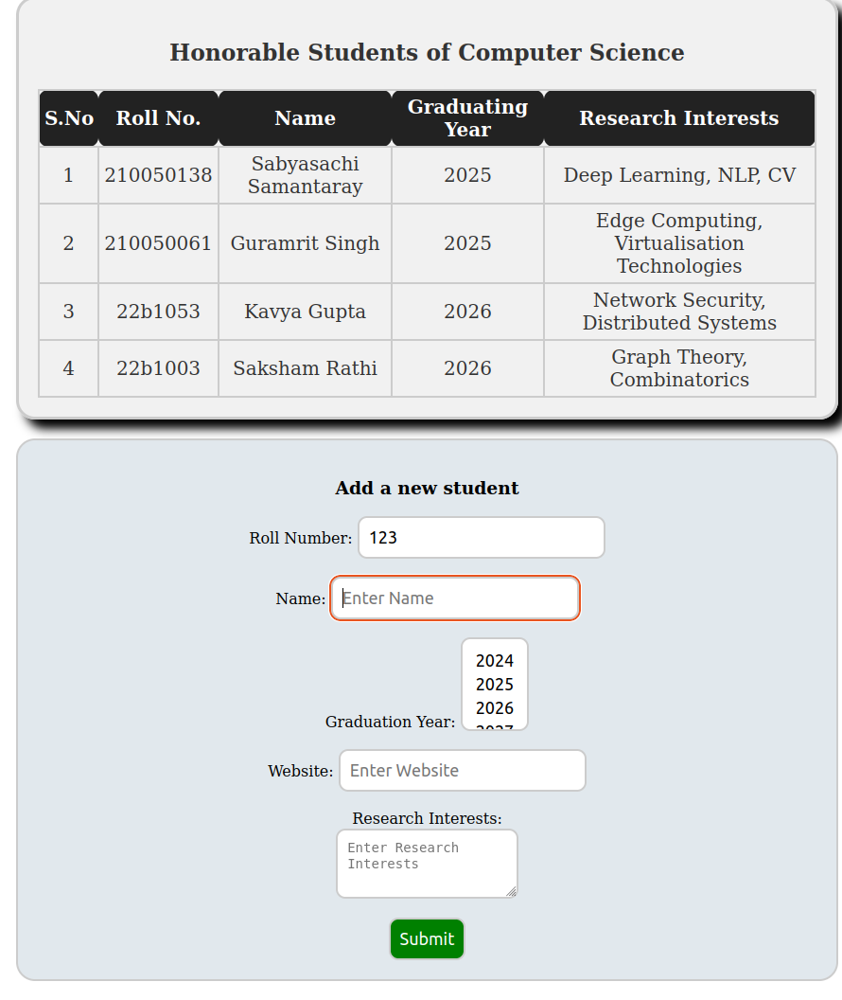 Honorable Students of Computer Science
S.No Roll No. Name Graduating Year Research Interests
1 210050138 Sabyasachi Samantaray 2025 Deep Learning, NLP, CV
2 210050061 Guramrit Singh 2025 Edge Computing, Virtualisation Technologies
3 22b1053 Kavya Gupta 2026 Network Security, Distributed Systems
4 22b1003 Saksham Rathi 2026 Graph Theory, Combinatorics
Add a new student
Roll Number: 123
Name: Enter Name
2024
2025
2026
Graduation Year: 2027
Website: Enter Website
Research Interests:
Enter Research
Interests
Submit